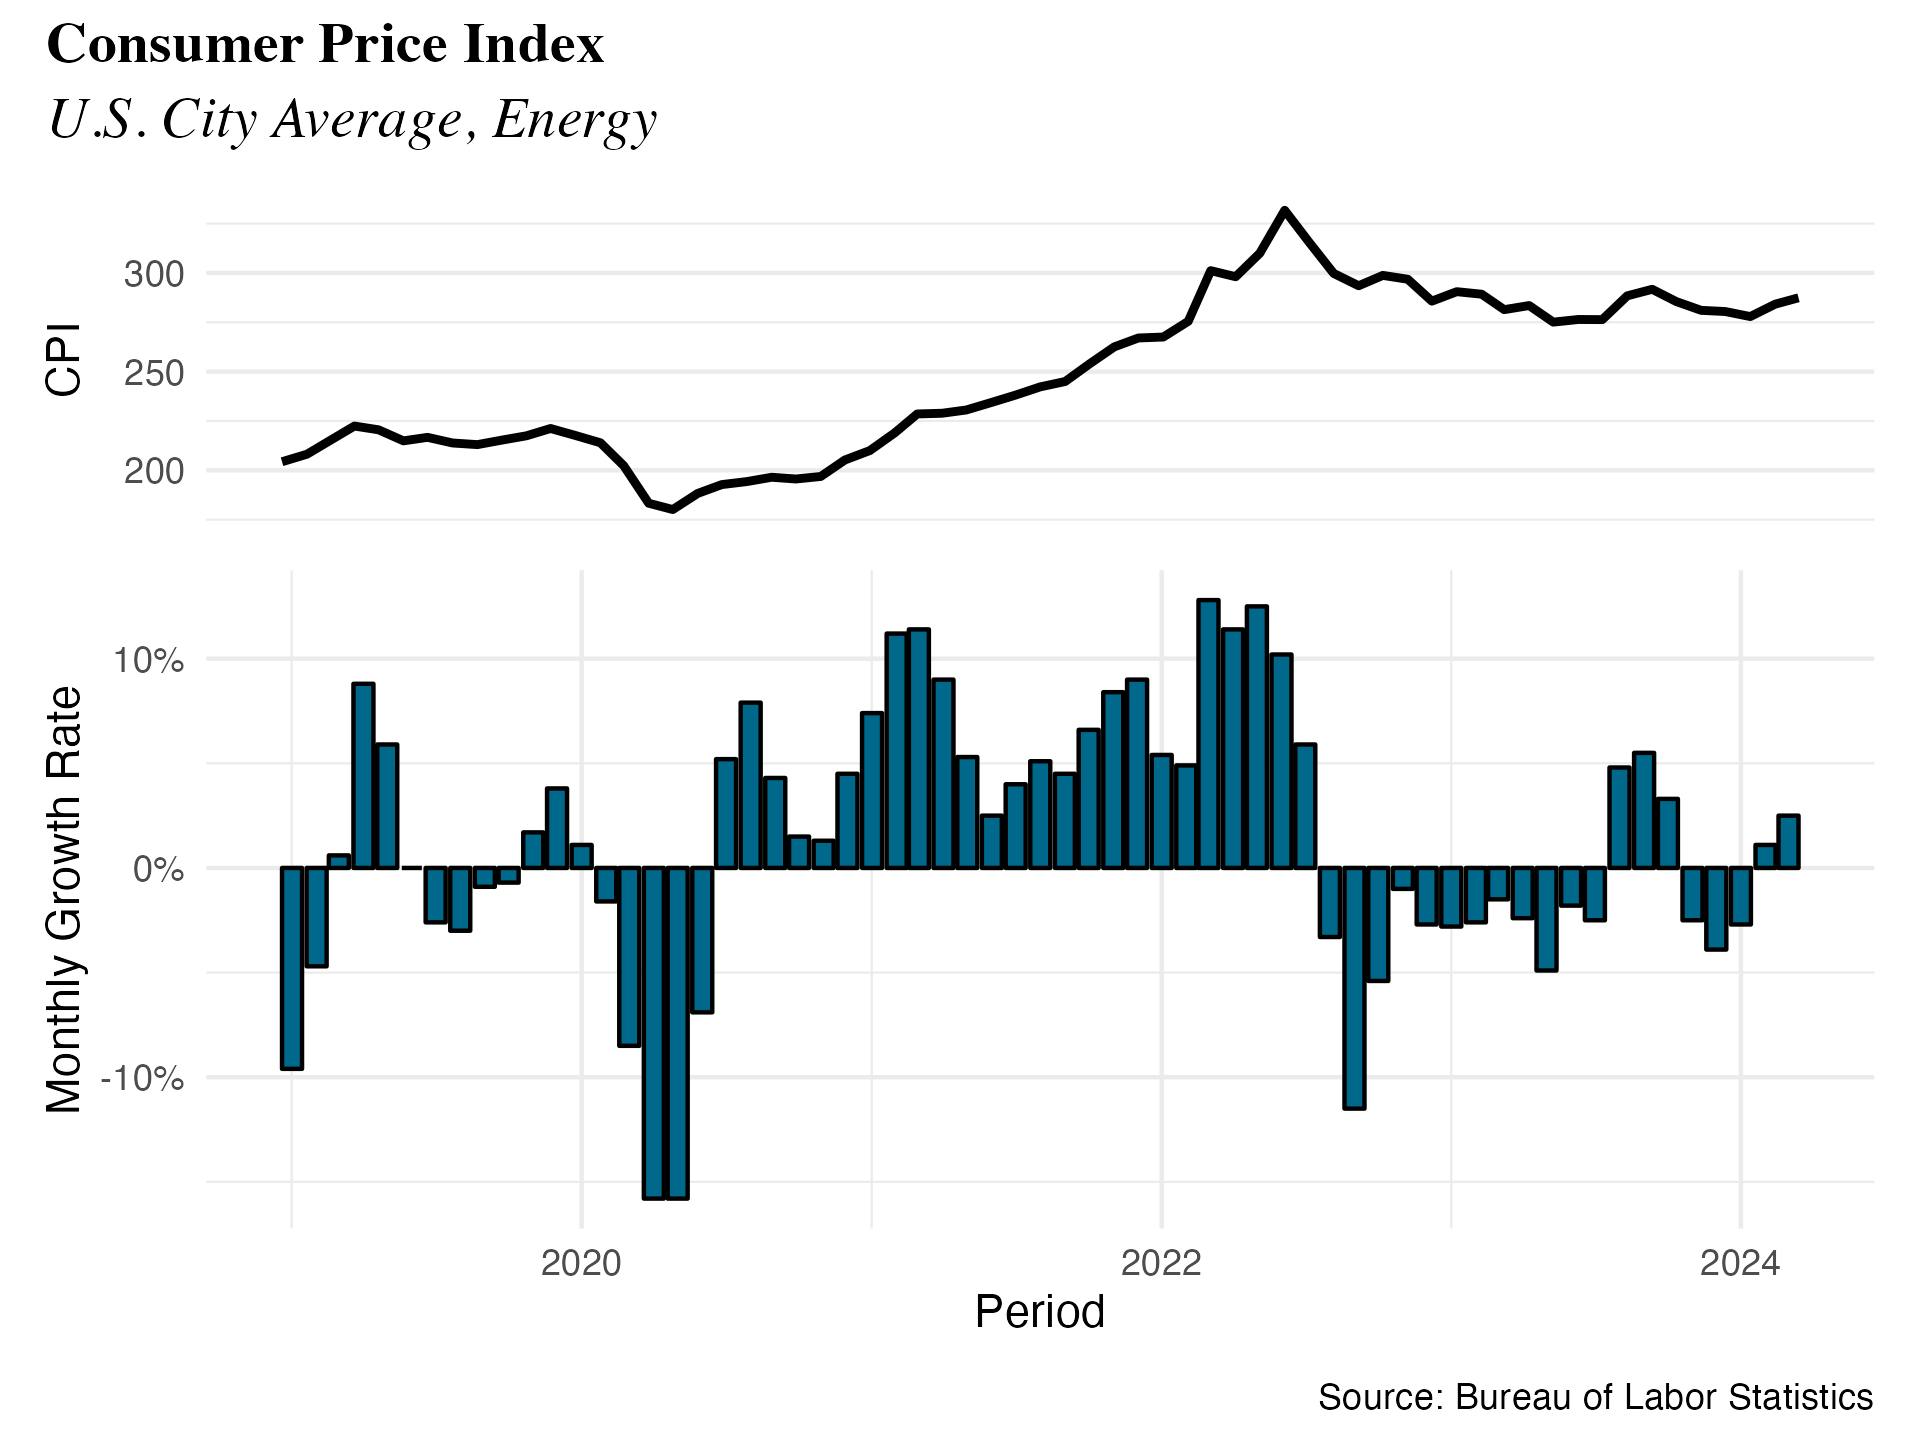 Consumer Price Index
U.S. City Average, Energy
CPI
300
250
200
Monthly Growth Rate
10%
0%
-10%
2020
2022
2024
Period
Source: Bureau of Labor Statistics